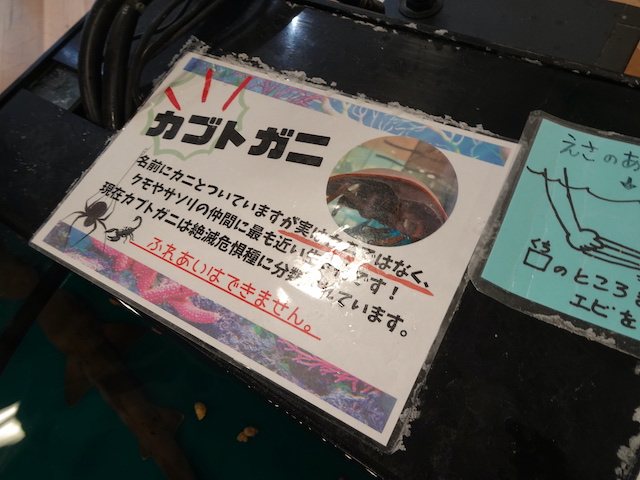 カブトガニ
名前にカニとついていますが実は ではなく、
クモやサソリの仲間に最も近い です!
現在カブトガニは絶滅危惧種に分類 れています。
ふれあいはできません。
えさのあ
のところ
エビを